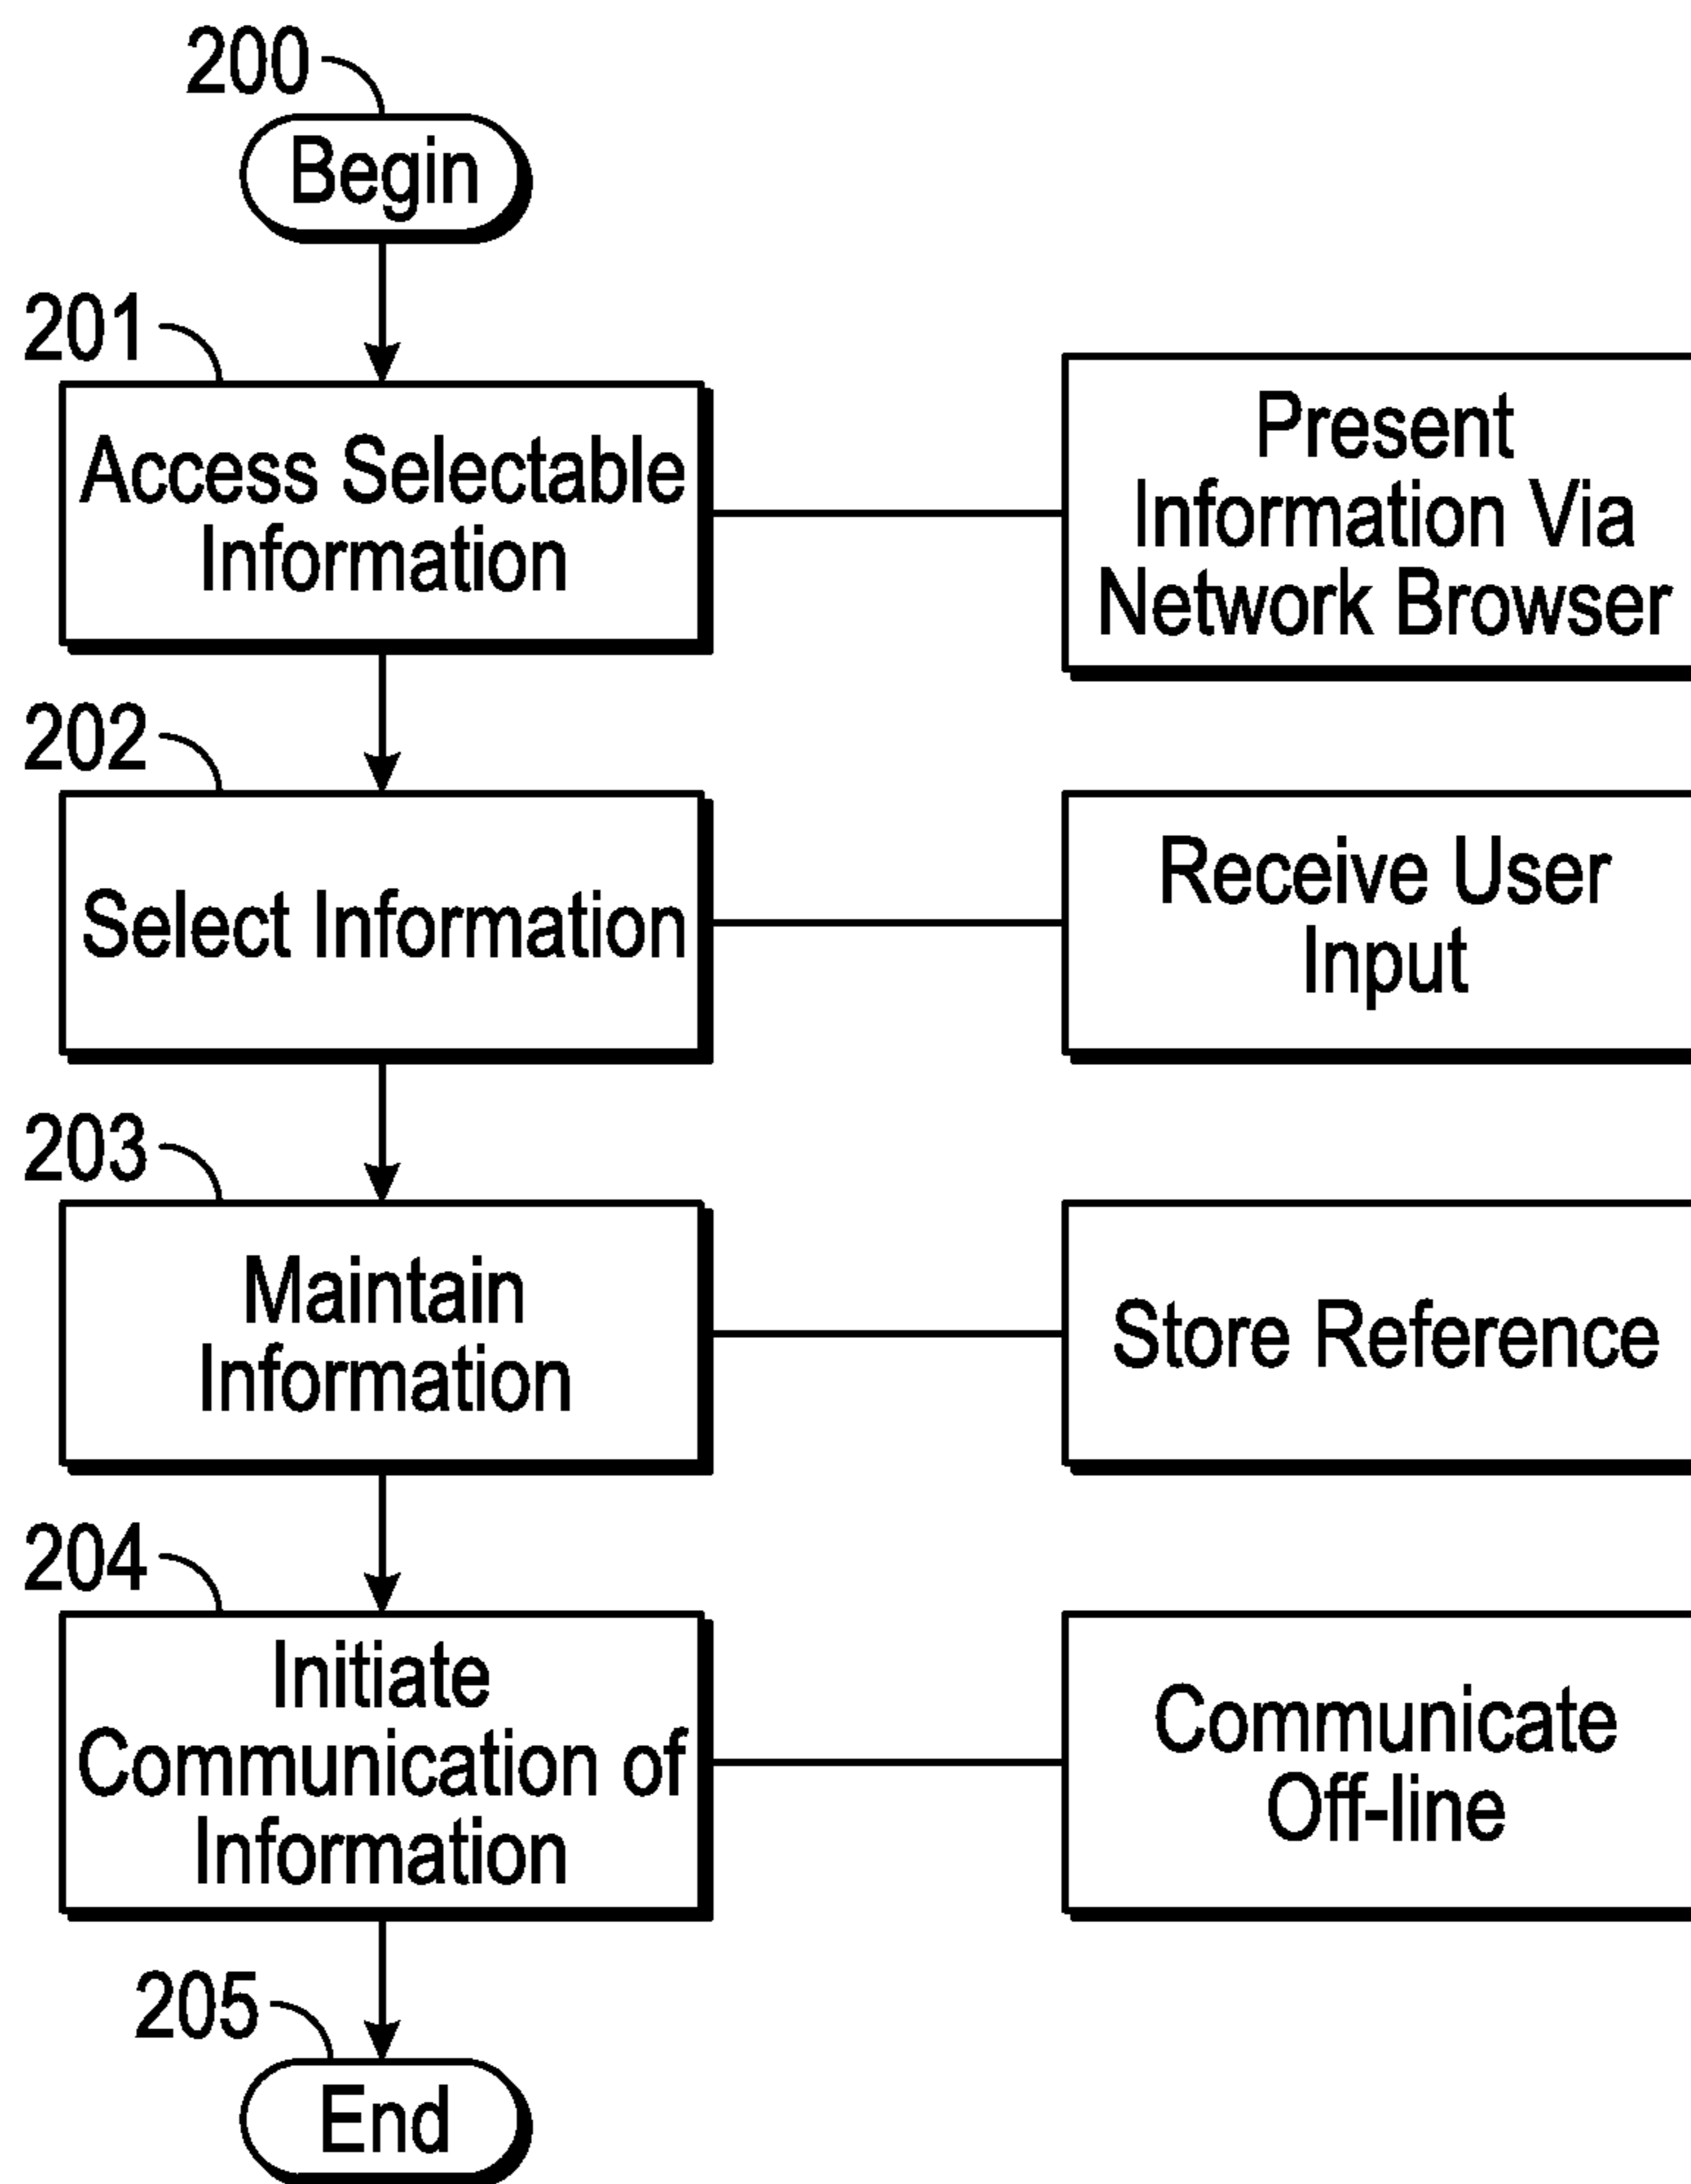 200
Begin
201
Access Selectable
Information
Present
Information Via
Network Browser
202
Select Information
Receive User
Input
203
Maintain
Information
Store Reference
204
Initiate
Communication of
Information
Communicate
Off-line
205
End